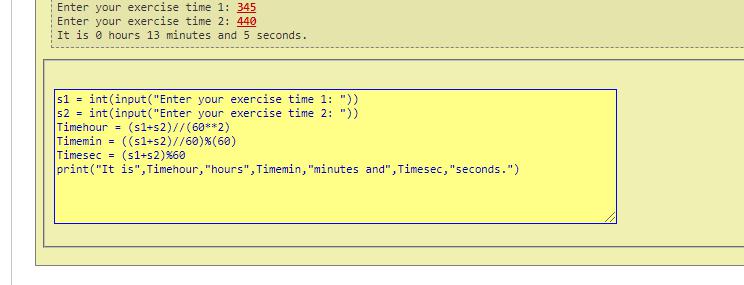 Enter your exercise time 1: 345
Enter your exercise time 2: 440
It is 0 hours 13 minutes and 5 seconds.
s1 = int(input("Enter your exercise time 1: "))
s2 = int(input("Enter your exercise time 2: "))
Timehour = (s1+s2)//(60**2)
Timemin = ((s1+s2)//60)%(60)
Timesec = (s1+s2)%60
print("It is",Timehour,"hours",Timemin,"minutes and",Timesec,"seconds.")